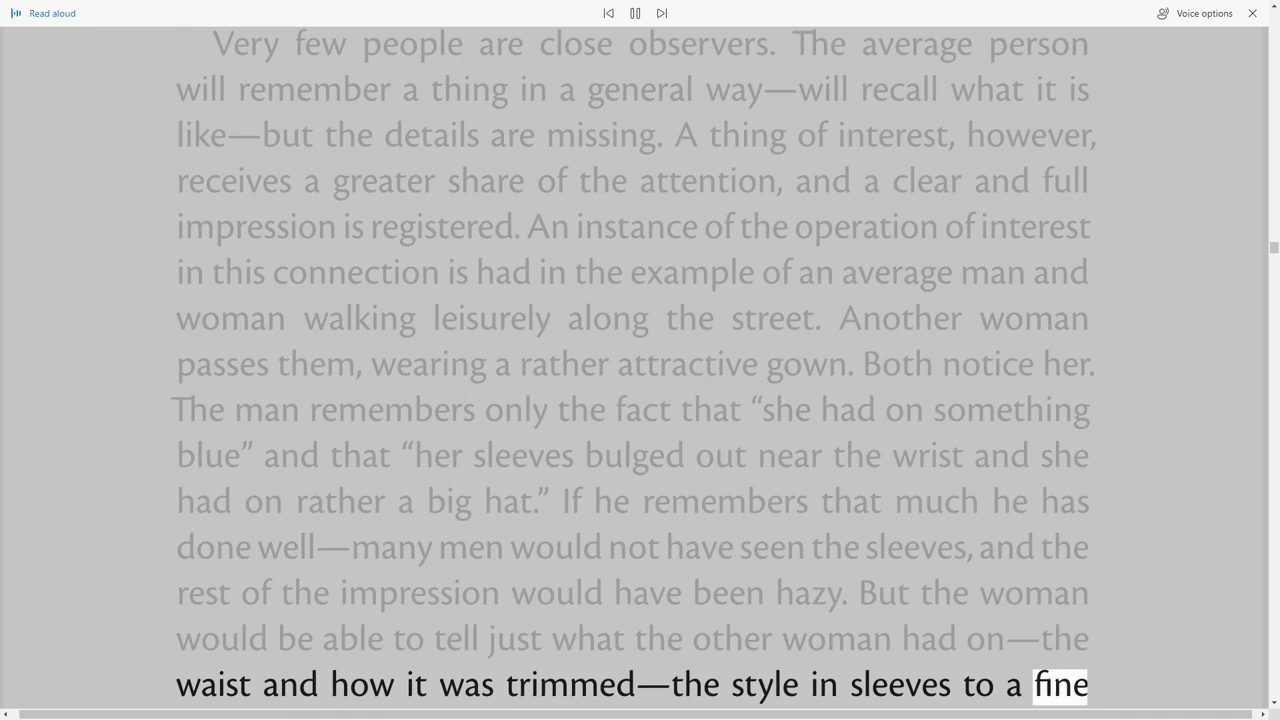 Read aloud
Voice options
Very few people are close observers. The average person
will remember a thing in a general way—will recall what it is
like—but the details are missing. A thing of interest, however,
receives a greater share of the attention, and a clear and full
impression is registered. An instance of the operation of interest
in this connection is had in the example of an average man and
woman walking leisurely along the street. Another woman
passes them, wearing a rather attractive gown. Both notice her.
The man remembers only the fact that “she had on something
blue” and that “her sleeves bulged out near the wrist and she
had on rather a big hat.” If he remembers that much he has
done well—many men would not have seen the sleeves, and the
rest of the impression would have been hazy. But the woman
would be able to tell just what the other woman had on—the
waist and how it was trimmed—the style in sleeves to a fine